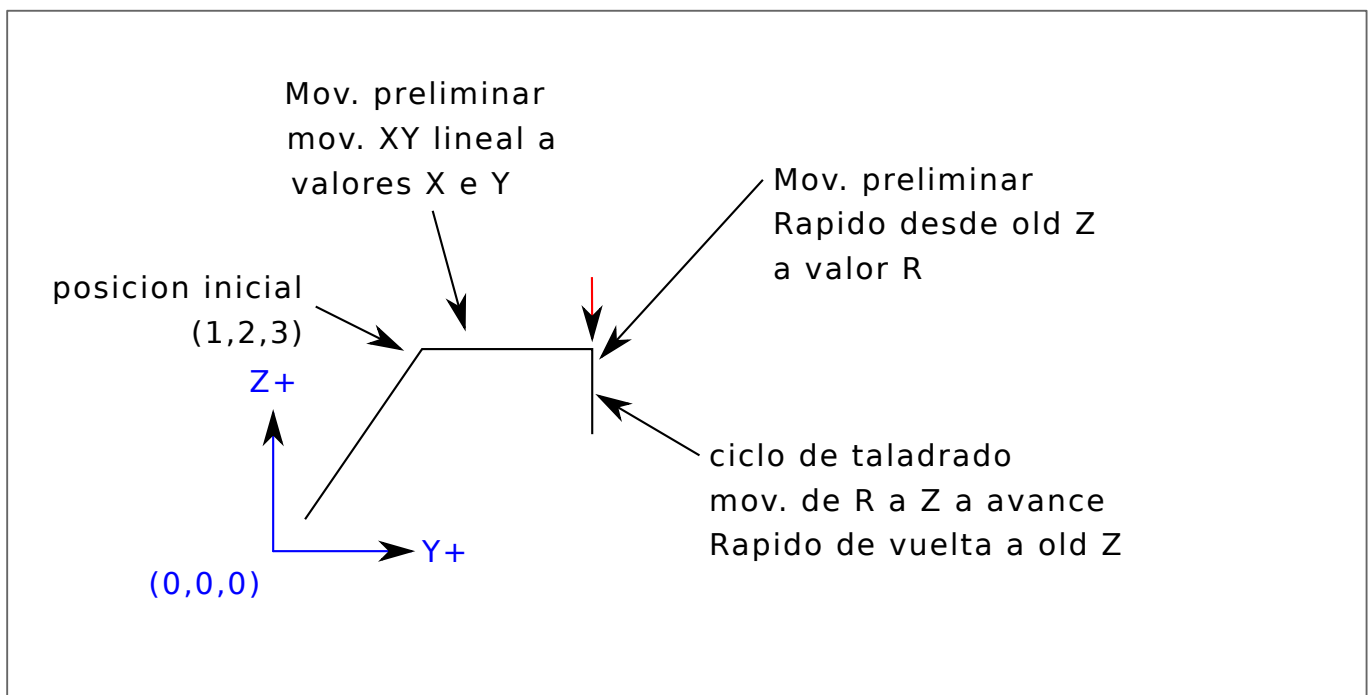 Mov. preliminar
mov. XY lineal a
valores X e Y
Mov. preliminar
Rapido desde old Z
a valor R
posicion inicial
(1,2,3)
Z+
Y+
(0,0,0)
ciclo de taladrado
mov. de R a Z a avance
Rapido de vuelta a old Z